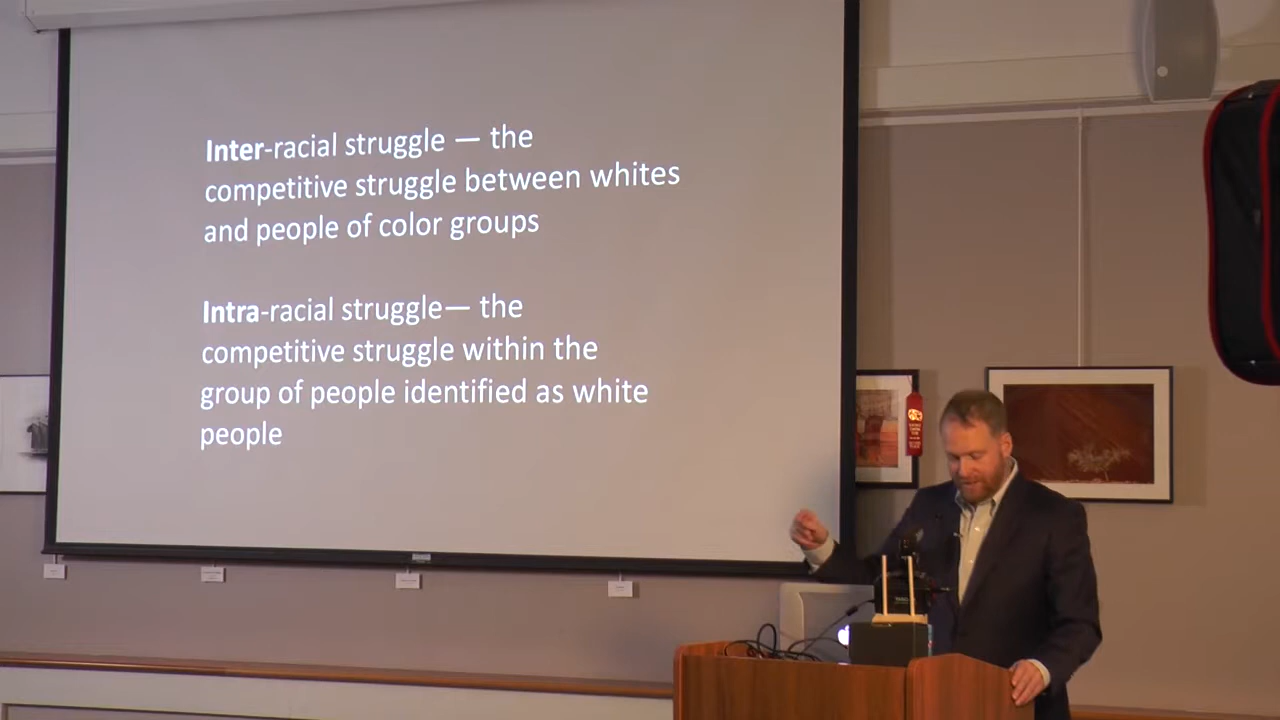 Inter-racial struggle — the
competitive struggle between whites
and people of color groups
Intra-racial struggle— the
competitive struggle within the
group of people identified as white
people